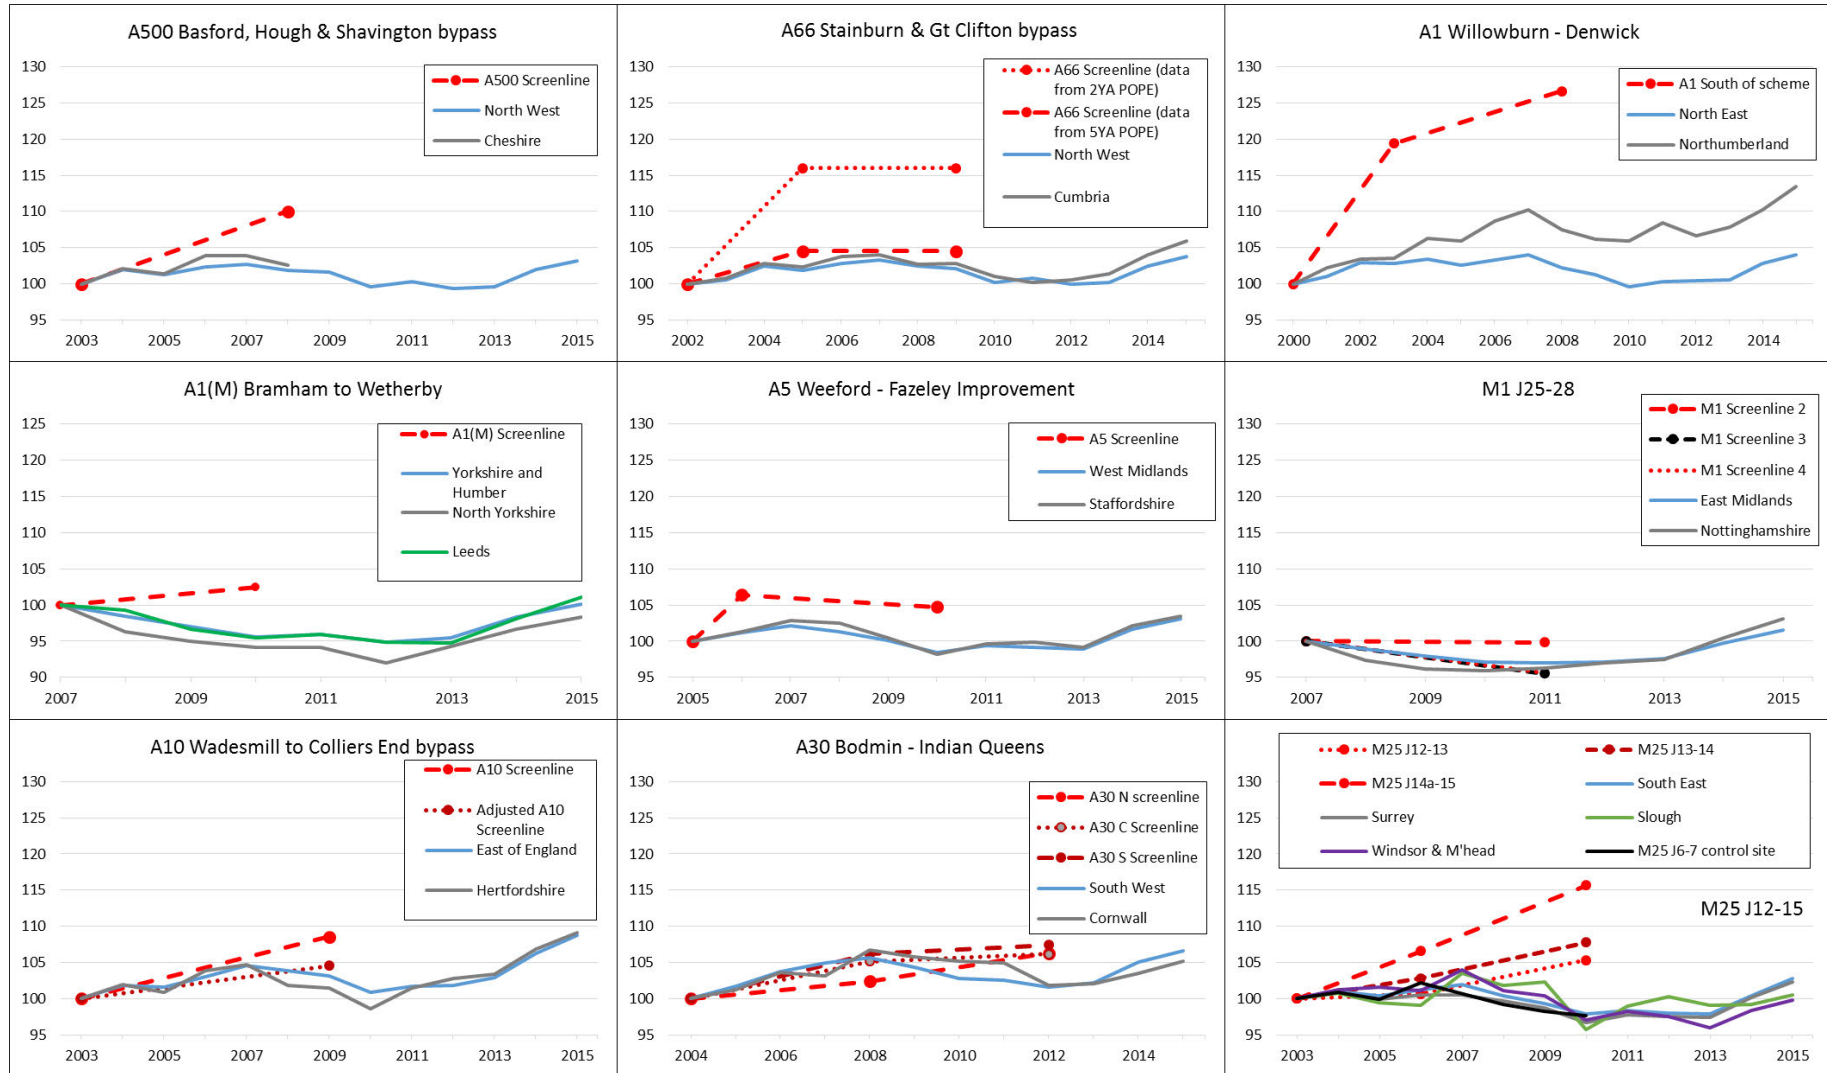 A500 Basford, Hough & Shavington bypass
130
125
120
115
110
105
100
95
2003 2005 2007 2009 2011 2013 2015
A500 Screenline
North West
Cheshire
A66 Stainburn & Gt Clifton bypass
130
125
120
115
110
105
100
95
2002 2004 2006 2008 2010 2012 2014
A66 Screenline (data
from 2YA POPE)
A66 Screenline (data
from 5YA POPE)
North West
Cumbria
A1 Willowburn - Denwick
130
125
120
115
110
105
100
95
2000 2002 2004 2006 2008 2010 2012 2014
A1 South of scheme
North East
Northumberland
A1(M) Bramham to Wetherby
125
120
115
110
105
100
95
90
2007 2009 2011 2013 2015
A1(M) Screenline
Yorkshire and
Humber
North Yorkshire
Leeds
A5 Weeford - Fazeley Improvement
130
125
120
115
110
105
100
95
2005 2007 2009 2011 2013 2015
A5 Screenline
West Midlands
Staffordshire
M1 J25-28
130
125
120
115
110
105
100
95
2007 2009 2011 2013 2015
M1 Screenline 2
M1 Screenline 3
M1 Screenline 4
East Midlands
Nottinghamshire
A10 Wadesmill to Colliers End bypass
130
125
120
115
110
105
100
95
2003 2005 2007 2009 2011 2013 2015
A10 Screenline
Adjusted A10
Screenline
East of England
Hertfordshire
A30 Bodmin - Indian Queens
130
125
120
115
110
105
100
95
2004 2006 2008 2010 2012 2014
A30 N screenline
A30 C Screenline
A30 S Screenline
South West
Cornwall
M25 J12-13 M25 J13-14
M25 J14a-15 South East
Surrey Slough
Windsor & M'head M25 J6-7 control site
M25 J12-15
130
125
120
115
110
105
100
95
2003 2005 2007 2009 2011 2013 2015